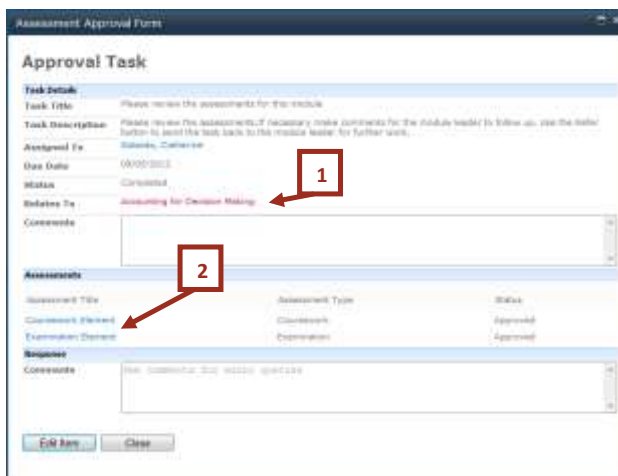 Assessment Approval Form
Approval Task
Task Details
Task Title Please review the assessments for this module
Task Description Please review the assessments. If necessary make comments for the module leader to follow up. Use the Refer
button to send the task back to the module leader for further work.
Assigned To Catherine
Due Date
Status Completed
Relates To Accounting for Decision Making
1
Comments
Assessments
2
Assessment Title Assessment Type Status
Coursework Element Coursework Approved
Examination Element Examination Approved
Response
Comments for queries
Edit Item Close